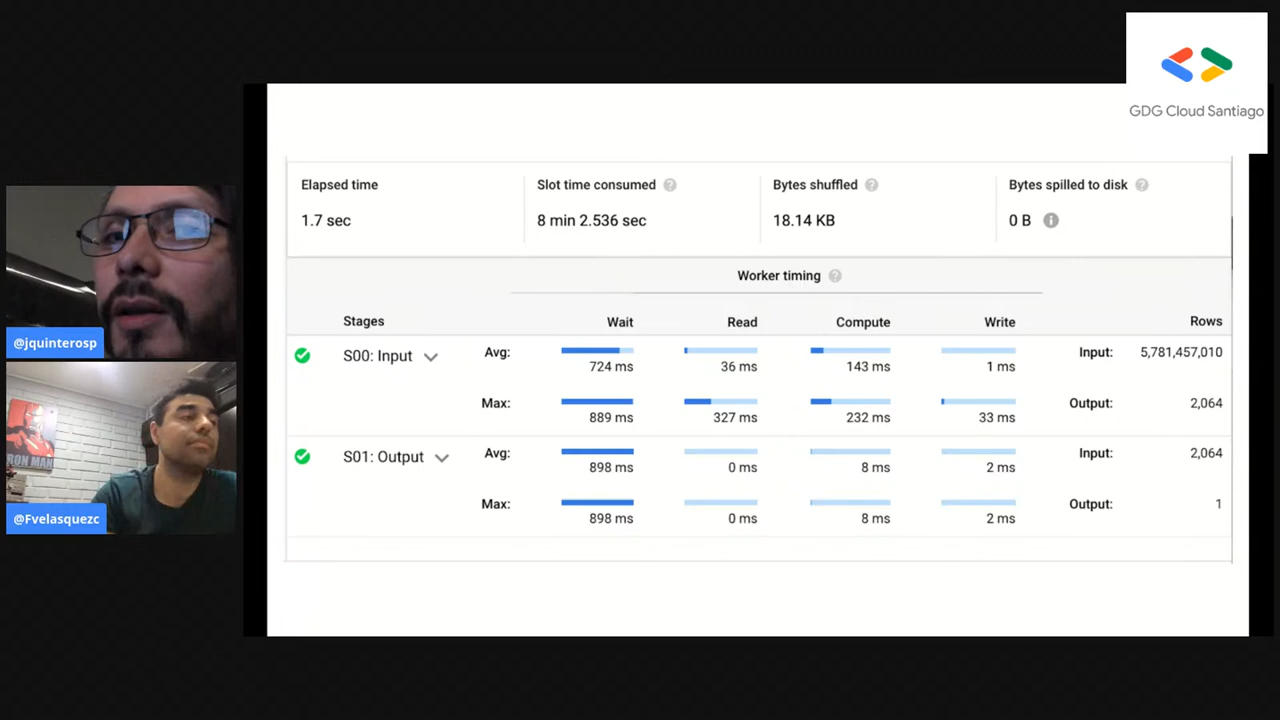 GDG Cloud Santiago
Elapsed time
1.7 sec
Slot time consumed
8 min 2.536 sec
Bytes shuffled
18.14 KB
Bytes spilled to disk
0 B
Worker timing
Stages Wait Read Compute Write Rows
S00: Input Avg: 724 ms 36 ms 143 ms 1 ms Input: 5,781,457,010
Max: 889 ms 327 ms 232 ms 33 ms Output: 2,064
S01: Output Avg: 898 ms 0 ms 8 ms 2 ms Input: 2,064
Max: 898 ms 0 ms 8 ms 2 ms Output: 1
@jquinterosp
IRON MAN
@Fvelasquezc